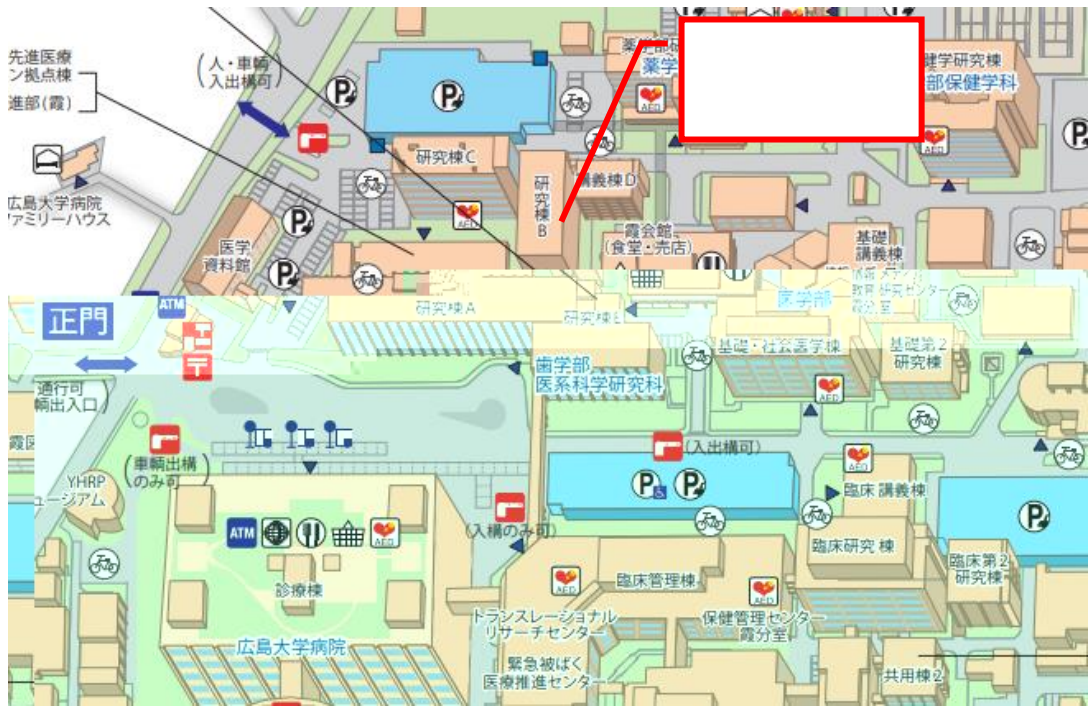 先進医療
ン拠点棟
進部(霞)
(人・車輌
入出構可)
広島大学病院
ファミリーハウス
医学
資料館
研究棟C
研究棟B
講義棟D
薬学部研
薬学
健学研究棟
部保健学科
霞会館
(食堂・売店)
基礎
講義棟
研究棟A
医学部
基礎・社会医学棟
基礎第2
研究棟
歯学部
医系科学研究科
正門
ATM
通行可
輌出入口)
霞
(車輌出構
のみ可)
YHRP
ュージアム
(入出構可)
(入構のみ可)
AED
臨床講義棟
臨床研究棟
臨床第2
研究棟
臨床管理棟
ATM
診療棟
広島大学病院
トランスレーショナル
リサーチセンター
保健管理センター
霞分室
緊急被ばく
医療推進センター
共用棟2